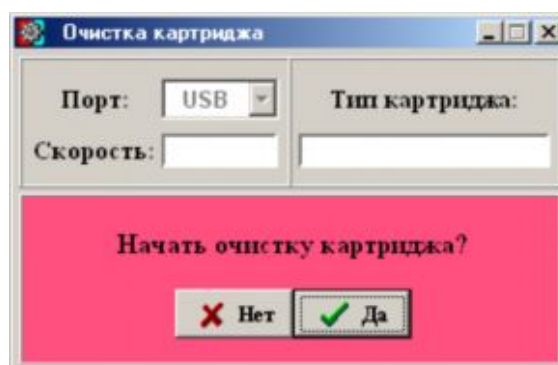 Очистка картриджа
Порт: USB Тип картриджа:
Скорость:
Начать очистку картриджа?
Нет Да